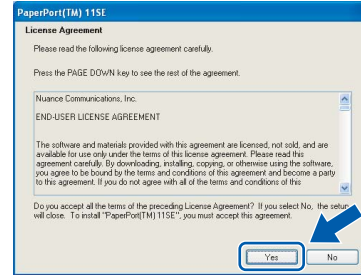 PaperPort(TM) 11SE
License Agreement
Please read the following license agreement carefully.
Press the PAGE DOWN key to see the rest of the agreement.
Nuance Communications, Inc.
END-USER LICENSE AGREEMENT
The software and materials provided with this agreement are licensed, not sold, and are
available for use only under the terms of this license agreement. Please read this
agreement carefully. By downloading, installing, copying, or otherwise using the software,
you agree to be bound by the terms and conditions of this agreement and become a party
to this agreement. If you do not agree with all of the terms and conditions of this
Do you accept all the terms of the preceding License Agreement? If you select No, the setup
will close. To install "PaperPort(TM) 11SE", you must accept this agreement.
Yes
No